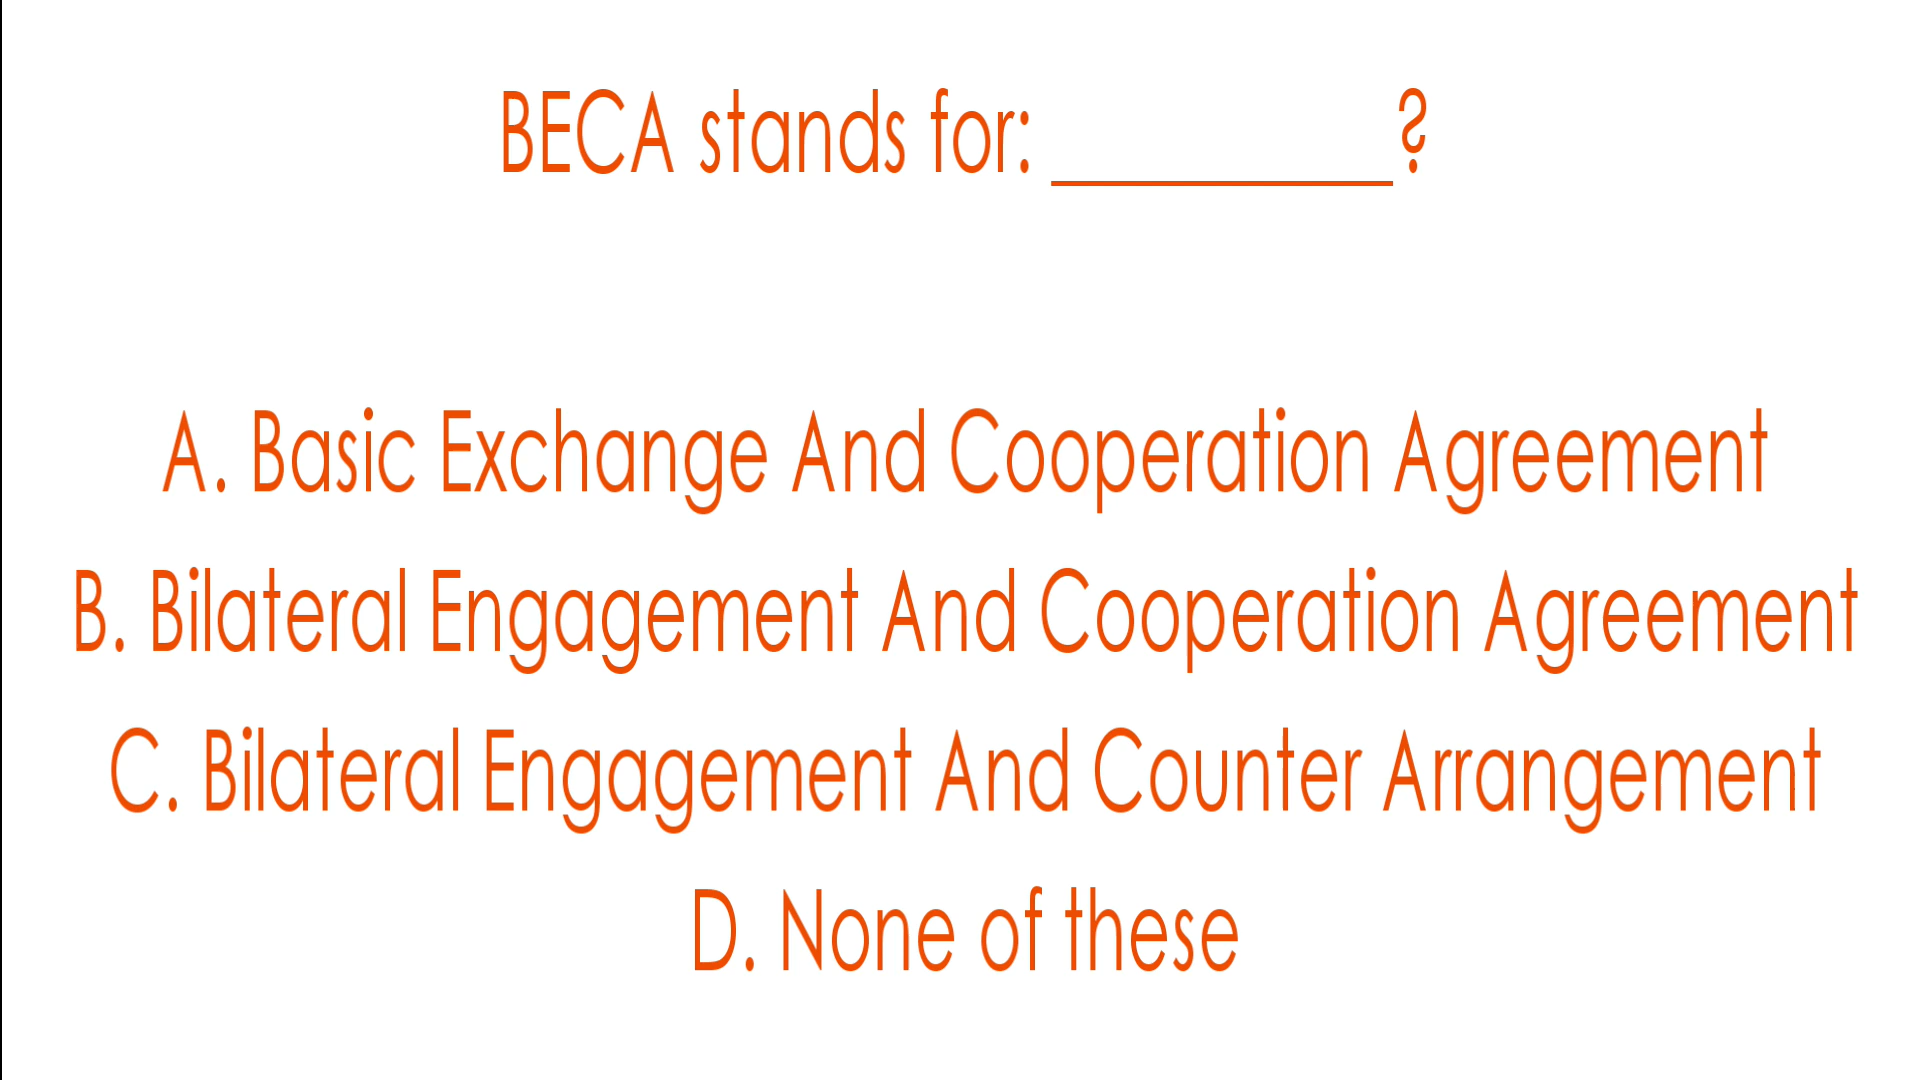 BECA stands for: __________?
A. Basic Exchange And Cooperation Agreement
B. Bilateral Engagement And Cooperation Agreement
C. Bilateral Engagement And Counter Arrangement
D. None of these